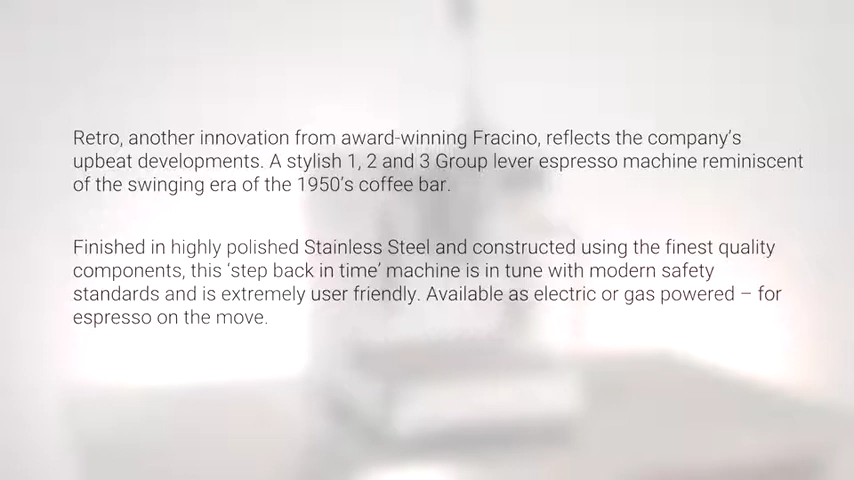 Retro, another innovation from award-winning Fracino, reflects the company’s
upbeat developments. A stylish 1, 2 and 3 Group lever espresso machine reminiscent
of the swinging era of the 1950’s coffee bar.
Finished in highly polished Stainless Steel and constructed using the finest quality
components, this ‘step back in time’ machine is in tune with modern safety
standards and is extremely user friendly. Available as electric or gas powered – for
espresso on the move.